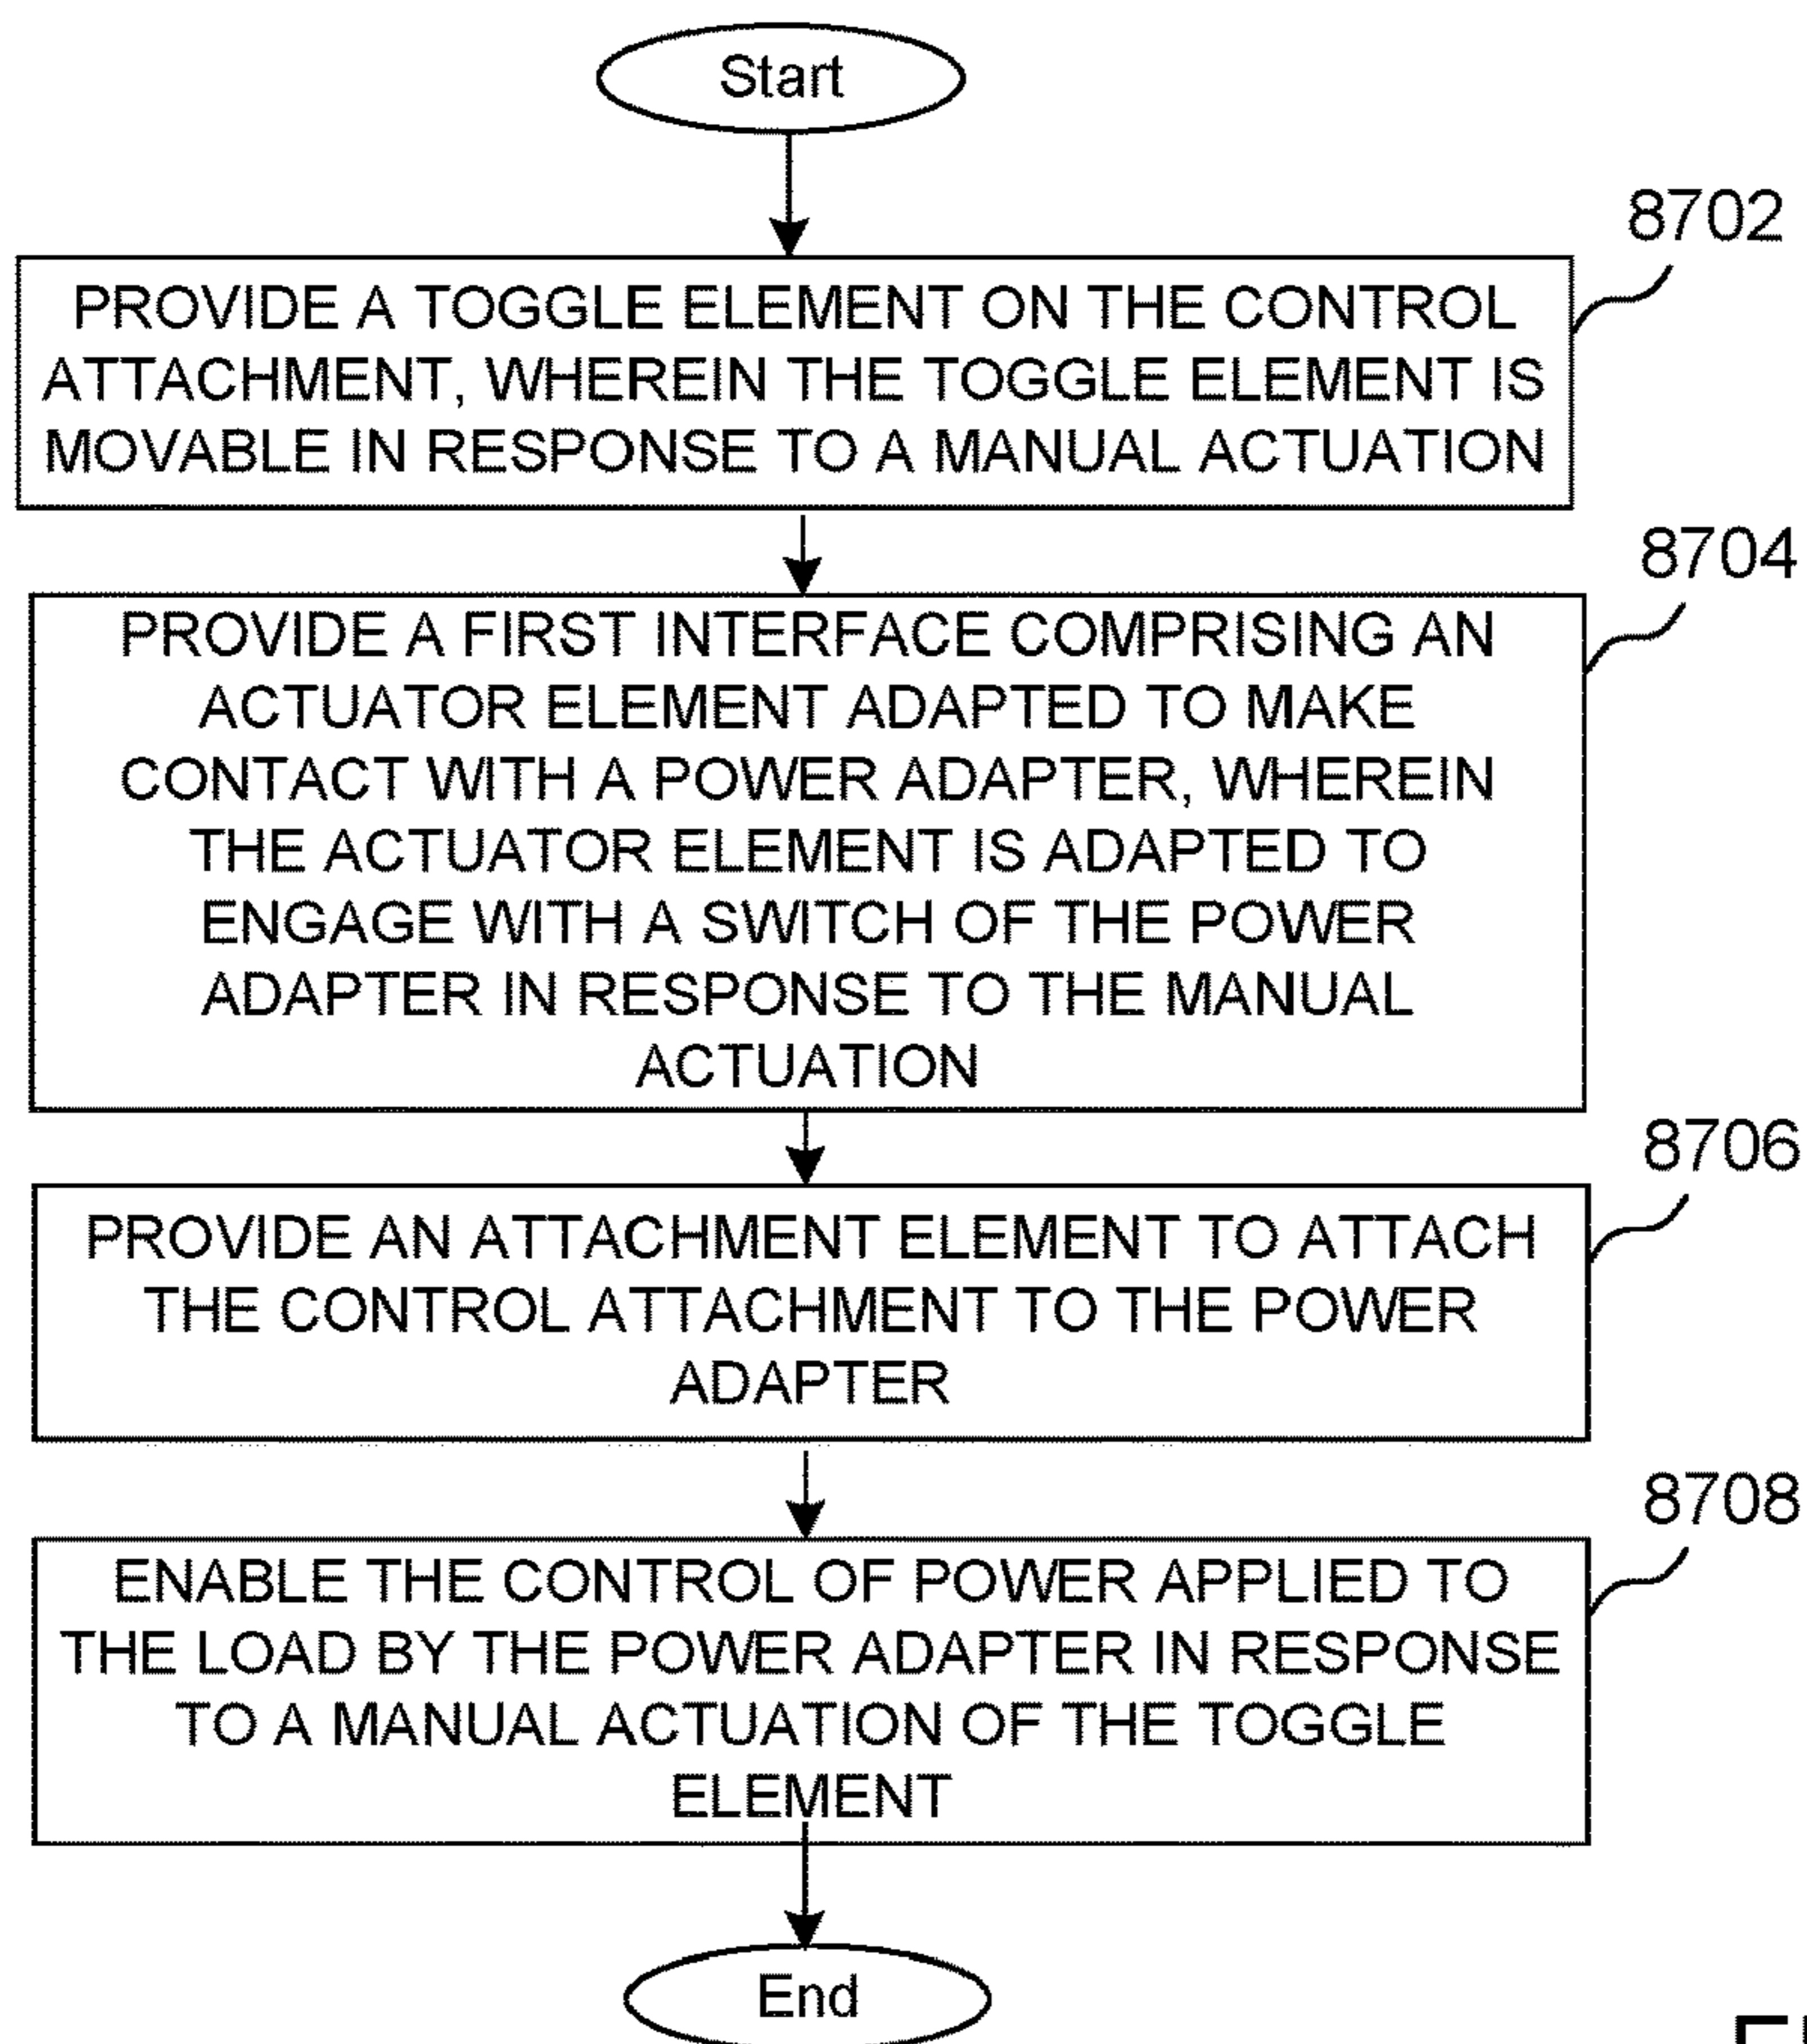 Start
8702
PROVIDE A TOGGLE ELEMENT ON THE CONTROL
ATTACHMENT, WHEREIN THE TOGGLE ELEMENT IS
MOVABLE IN RESPONSE TO A MANUAL ACTUATION
8704
PROVIDE A FIRST INTERFACE COMPRISING AN
ACTUATOR ELEMENT ADAPTED TO MAKE
CONTACT WITH A POWER ADAPTER, WHEREIN
THE ACTUATOR ELEMENT IS ADAPTED TO
ENGAGE WITH A SWITCH OF THE POWER
ADAPTER IN RESPONSE TO THE MANUAL
ACTUATION
8706
PROVIDE AN ATTACHMENT ELEMENT TO ATTACH
THE CONTROL ATTACHMENT TO THE POWER
ADAPTER
8708
ENABLE THE CONTROL OF POWER APPLIED TO
THE LOAD BY THE POWER ADAPTER IN RESPONSE
TO A MANUAL ACTUATION OF THE TOGGLE
ELEMENT
End